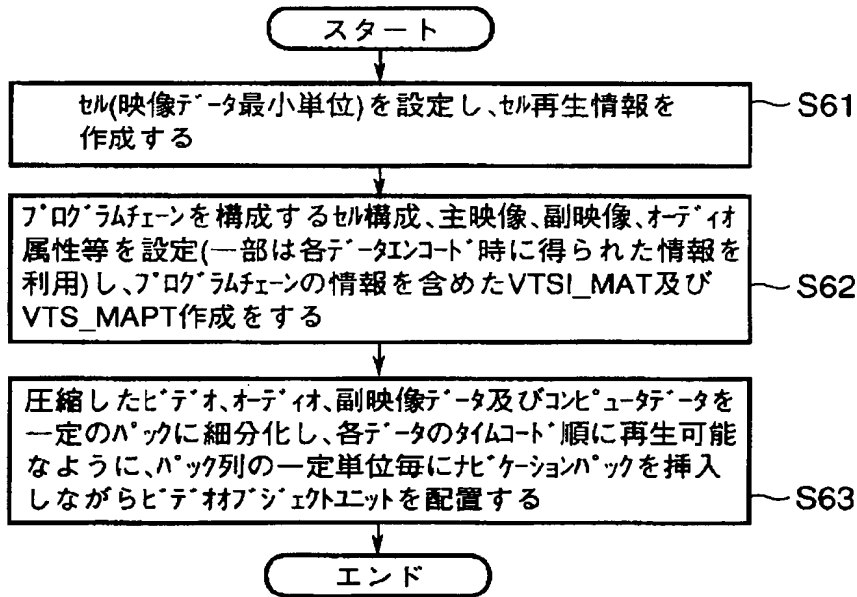 スタート
ｾﾙ(映像ﾃﾞｰﾀ最小単位)を設定し、ｾﾙ再生情報を
作成する
S61
ﾌﾟﾛｸﾞﾗﾑﾁｪｰﾝを構成するｾﾙ構成、主映像、副映像、ｵｰﾃﾞｨｵ
属性等を設定(一部は各ﾃﾞｰﾀｴﾝｺｰﾄﾞ時に得られた情報を
利用)し、ﾌﾟﾛｸﾞﾗﾑﾁｪｰﾝの情報を含めたVTSI_MAT及び
VTS_MAPT作成をする
S62
圧縮したﾋﾞﾃﾞｵ、ｵｰﾃﾞｨｵ、副映像ﾃﾞｰﾀ及びｺﾝﾋﾟｭｰﾀﾃﾞｰﾀを
一定のﾊﾟｯｸに細分化し、各ﾃﾞｰﾀのﾀｲﾑｺｰﾄﾞ順に再生可能
なように、ﾊﾟｯｸ列の一定単位毎にﾅﾋﾞｹﾞｰｼｮﾝﾊﾟｯｸを挿入
しながらﾋﾞﾃﾞｵｵﾌﾞｼﾞｪｸﾄﾕﾆｯﾄを配置する
S63
エンド